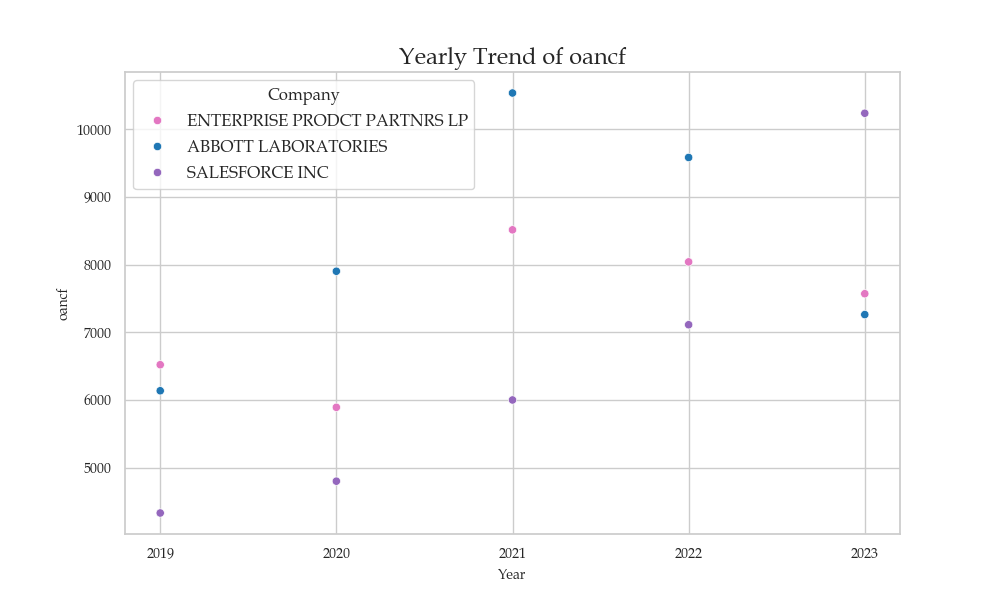 Yearly Trend of oancf
Company
ENTERPRISE PRODCT PARTNRS LP
ABBOTT LABORATORIES
SALESFORCE INC
10000
9000
8000
7000
6000
5000
oancf
2019 2020 2021 2022 2023
Year